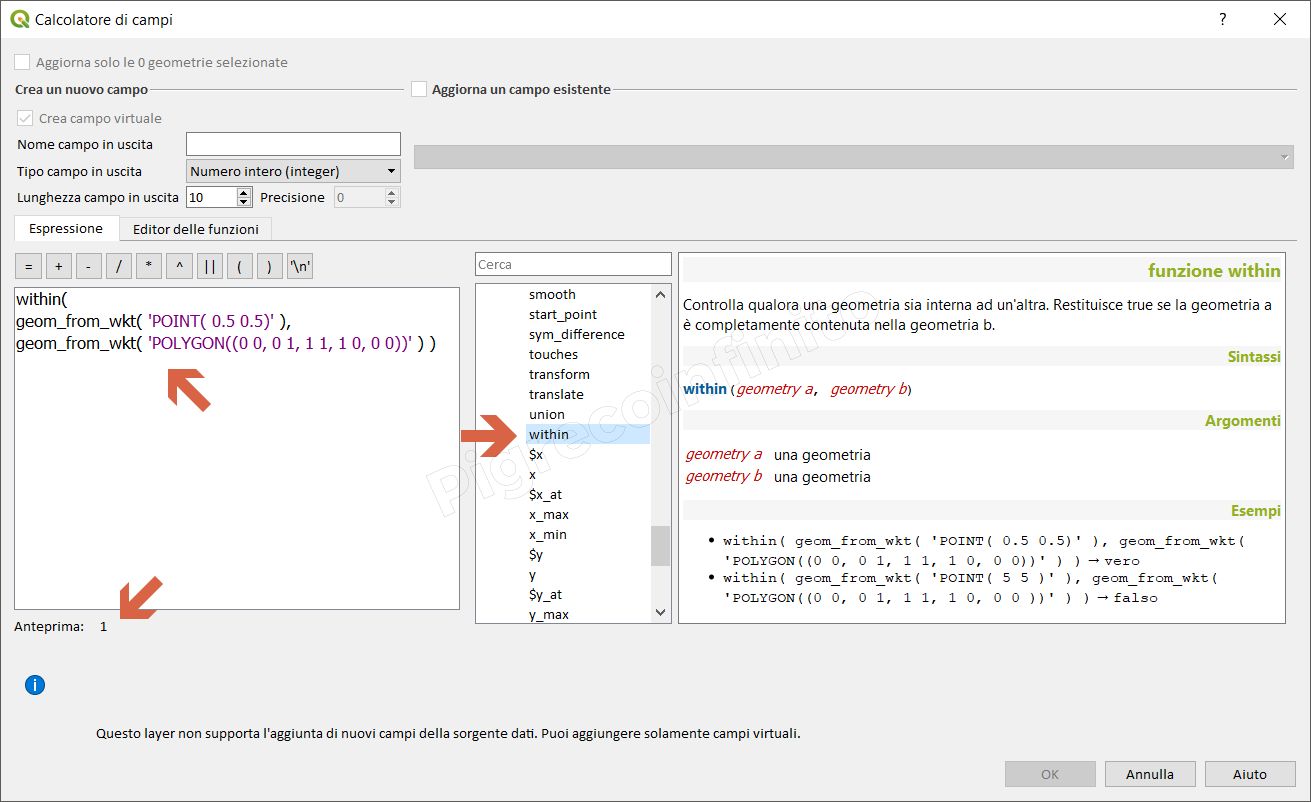 Calcolatore di campi
?
Aggiorna solo le 0 geometrie selezionate
Crea un nuovo campo
Aggiorna un campo esistente
Crea campo virtuale
Nome campo in uscita
Tipo campo in uscita
Numero intero (integer)
Lunghezza campo in uscita
10
Precisione
0
Espressione
Editor delle funzioni
=
+
-
/
*
^
||
(
)
'\n'
within(
geom_from_wkt( 'POINT( 0.5 0.5)' ),
geom_from_wkt( 'POLYGON((0 0, 0 1, 1 1, 1 0, 0 0))' ) )
Anteprima: 1
Cerca
smooth
start_point
sym_difference
touches
transform
translate
union
within
$x
x
$x_at
x_max
x_min
$y
y
$y_at
y_max
funzione within
Controlla qualora una geometria sia interna ad un'altra. Restituisce true se la geometria a
è completamente contenuta nella geometria b.
Sintassi
within(geometry a, geometry b)
Argomenti
geometry a una geometria
geometry b una geometria
Esempi
• within( geom_from_wkt( 'POINT( 0.5 0.5)' ), geom_from_wkt(
'POLYGON((0 0, 0 1, 1 1, 1 0, 0 0))' ) ) → vero
• within( geom_from_wkt( 'POINT( 5 5 )' ), geom_from_wkt(
'POLYGON((0 0, 0 1, 1 1, 1 0, 0 0 ))' ) ) → falso
Pigrecoinfinito
Questo layer non supporta l'aggiunta di nuovi campi della sorgente dati. Puoi aggiungere solamente campi virtuali.
OK
Annulla
Aiuto